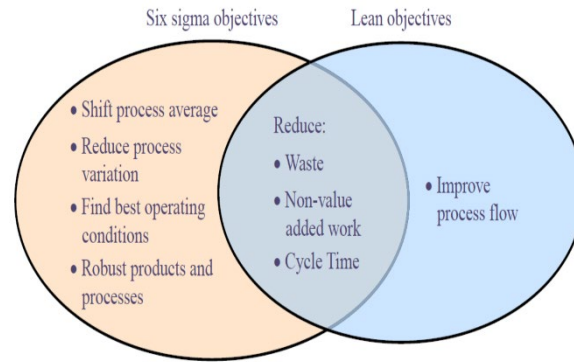 Six sigma objectives
Lean objectives
• Shift process average
• Reduce process
variation
• Find best operating
conditions
• Robust products and
processes
Reduce:
• Waste
• Non-value
added work
• Cycle Time
• Improve
process flow